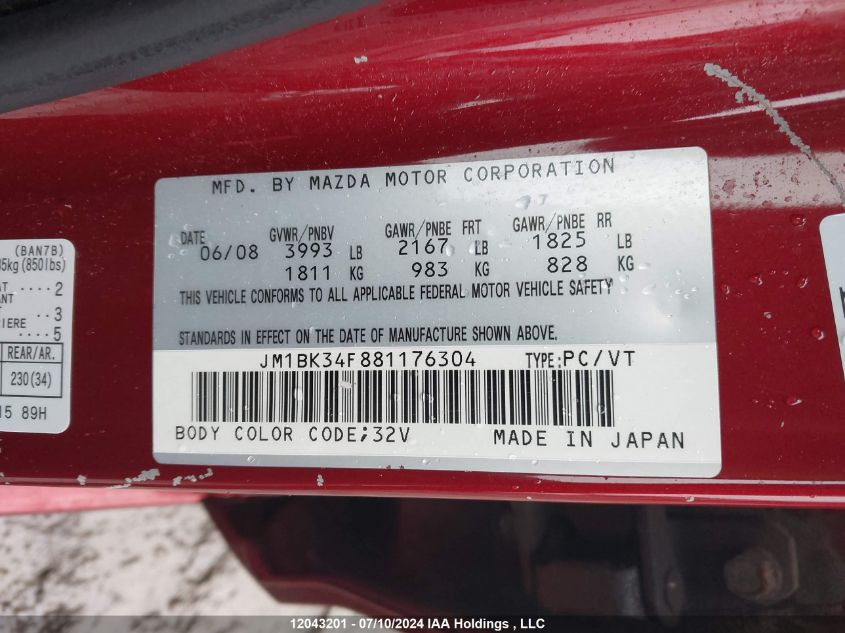 MFD. BY MAZDA MOTOR CORPORATION
DATE GVWR/PNBV GAWR/PNBE FRT GAWR/PNBE RR
06/08 3993 LB 2167 LB 1825 LB
1811 KG 983 KG 828 KG
THIS VEHICLE CONFORMS TO ALL APPLICABLE FEDERAL MOTOR VEHICLE SAFETY
STANDARDS IN EFFECT ON THE DATE OF MANUFACTURE SHOWN ABOVE.
JM1BK34F881176304 TYPE:PC/VT
BODY COLOR CODE;32V MADE IN JAPAN
(BAN7B)
5kg (850lbs)
.... 2
.. 3
IERE
.... 5
REAR/AR.
230(34)
15 89H
12043201 - 07/10/2024 IAA Holdings , LLC